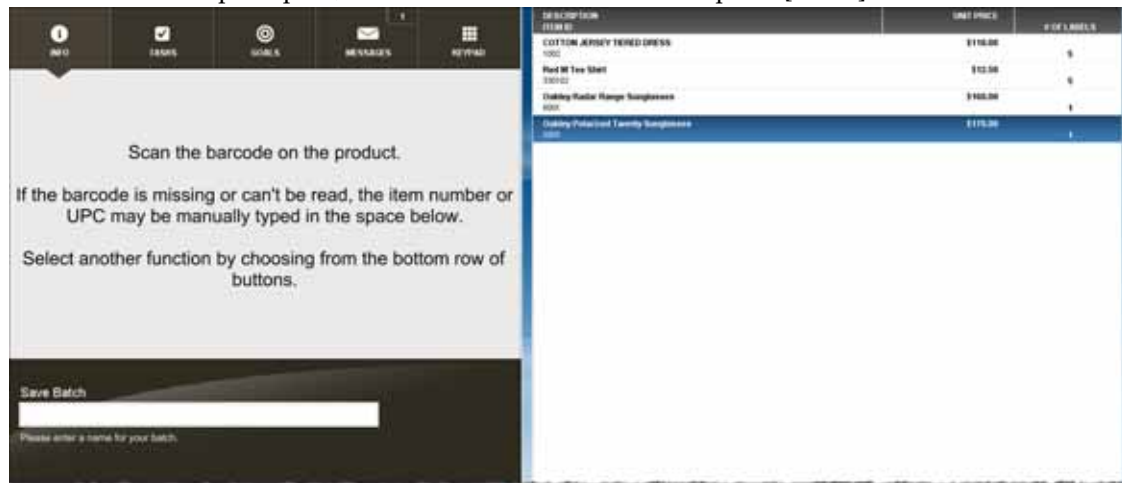 INFO
TASKS
GOALS
1
MESSAGES
KEYPAD
Scan the barcode on the product.
If the barcode is missing or can't be read, the item number or
UPC may be manually typed in the space below.
Select another function by choosing from the bottom row of
buttons.
Save Batch
Please enter a name for your batch.
DESCRIPTION UNIT PRICE
ITEM ID # OF LABELS
COTTON JERSEY TIERED DRESS $110.00
5
Red M Tee Shirt $12.50
5
Oakley Radar Range Sunglasses $160.00
1
Oakley Polarized Twenty Sunglasses $175.00
1